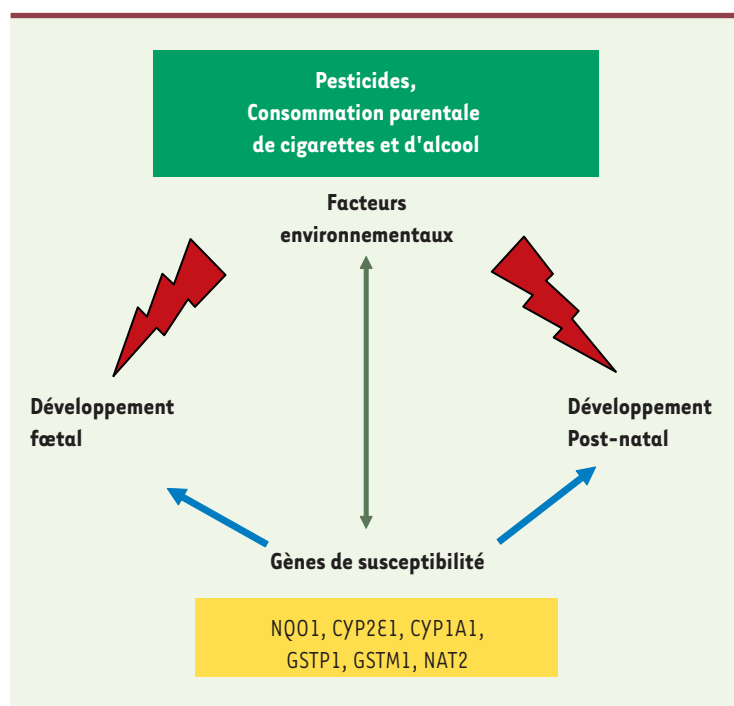 Pesticides,
Consommation parentale
de cigarettes et d'alcool
Facteurs
environnementaux
Développement
fœtal
Développement
Post-natal
Gènes de susceptibilité
NQO1, CYP2E1, CYP1A1,
GSTP1, GSTM1, NAT2